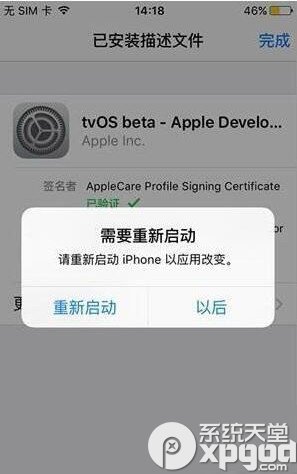 无 SIM 卡
14:18
46%
已安装描述文件
完成
tvOS beta - Apple Develo...
Apple Inc.
签名者 AppleCare Profile Signing Certificate
已验证 ✓
or
需要重新启动
请重新启动 iPhone 以应用改变。
重新启动
以后
更
系统天堂
xpgod.com